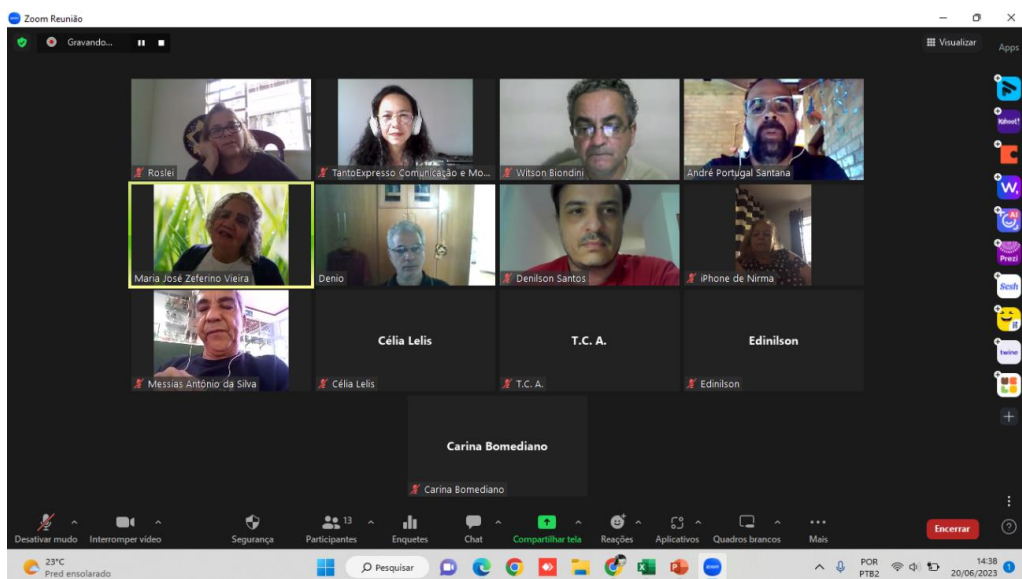 Zoom Reunião
Gravando...
Visualizar
Apps
Kahoot!
Roslei
TantoExpresso Comunicação e Mo...
Witson Biondini
André Portugal Santana
Maria José Zeferino Vieira
Denio
Denilson Santos
iPhone de Nirma
Prezi
Sesh
Célia Lelis
T.C. A.
Edinilson
twine
Messias Antônio da Silva
Célia Lelis
T.C. A.
Edinilson
Carina Bomediano
Carina Bomediano
13
Desativar mudo
Interromper vídeo
Segurança
Participantes
Enquetes
Chat
Compartilhar tela
Reações
Aplicativos
Quadros brancos
Mais
Encerrar
23°C
Pred ensolarado
Pesquisar
zoom
POR
PTB2
14:38
20/06/2023
1